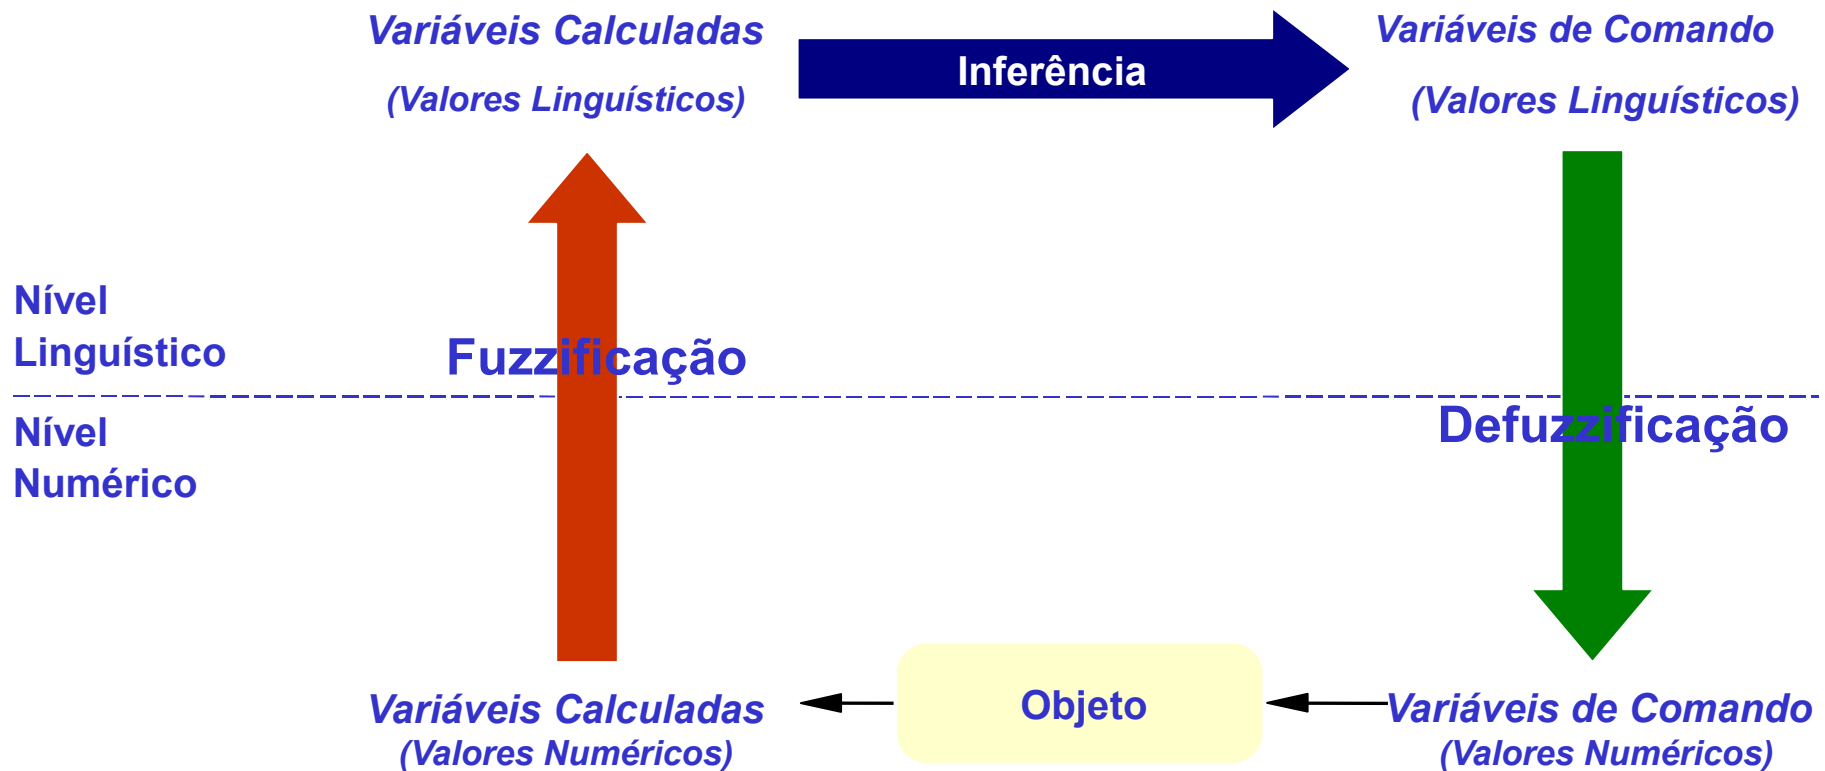 Variáveis Calculadas
(Valores Linguísticos)
Inferência
Variáveis de Comando
(Valores Linguísticos)
Nível
Linguístico
Fuzzificação
Nível
Numérico
Defuzzificação
Variáveis Calculadas
(Valores Numéricos)
Objeto
Variáveis de Comando
(Valores Numéricos)